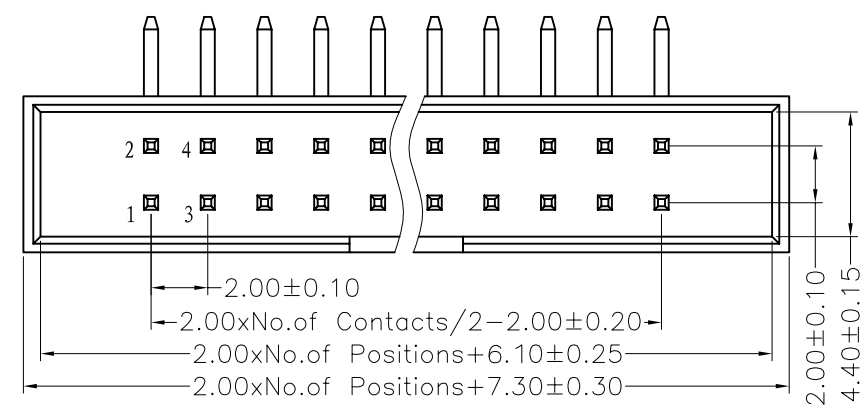 2 4
1 3
2.00±0.10
2.00xNo.of Contacts/2-2.00±0.20
2.00xNo.of Positions+6.10±0.25
2.00xNo.of Positions+7.30±0.30
2.00±0.10
4.40±0.15